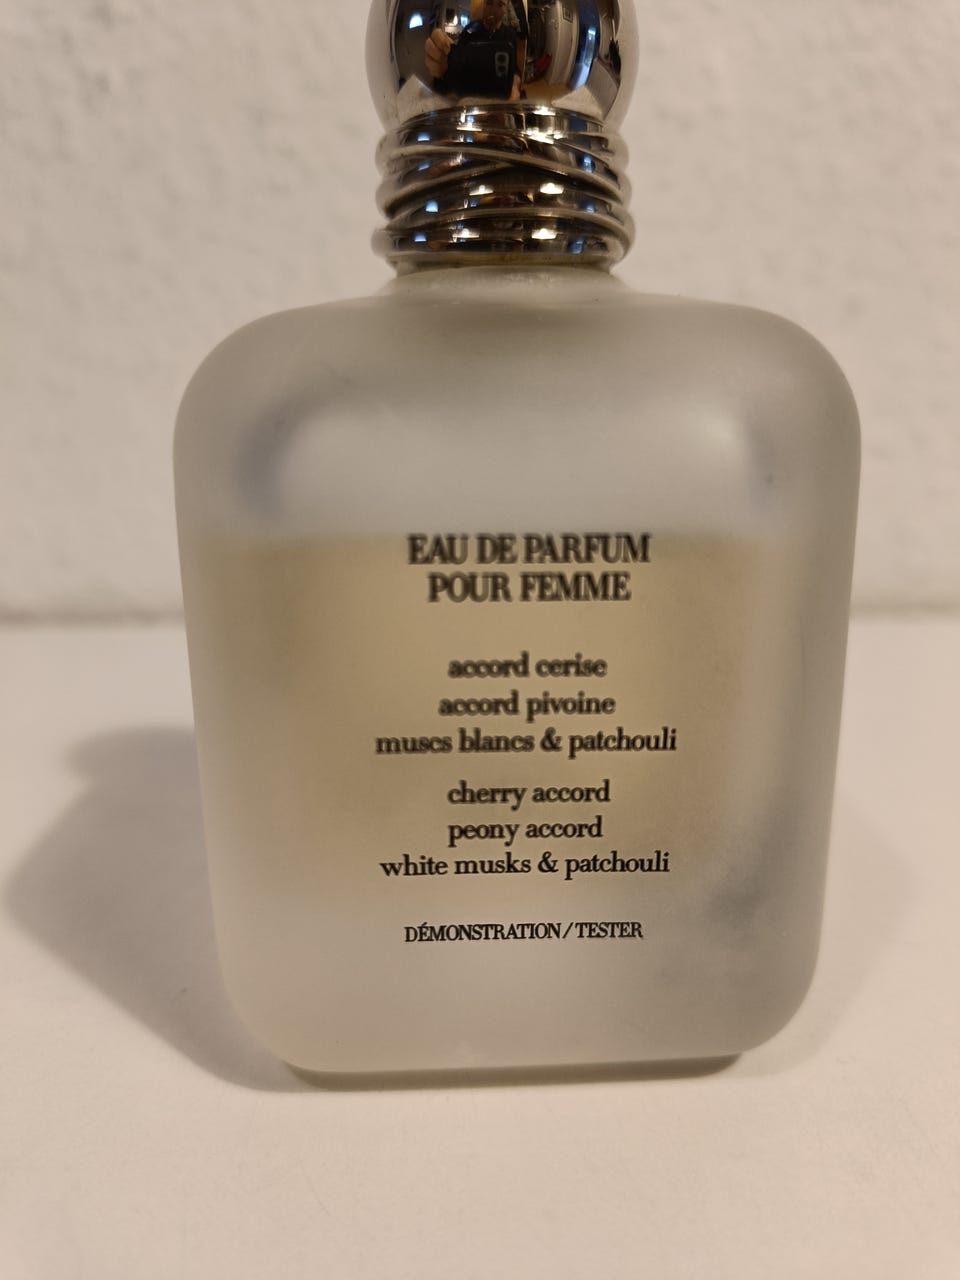 EAU DE PARFUM
POUR FEMME
accord cerise
accord pivoine
muscs blancs & patchouli
cherry accord
peony accord
white musks & patchouli
DÉMONSTRATION/TESTER